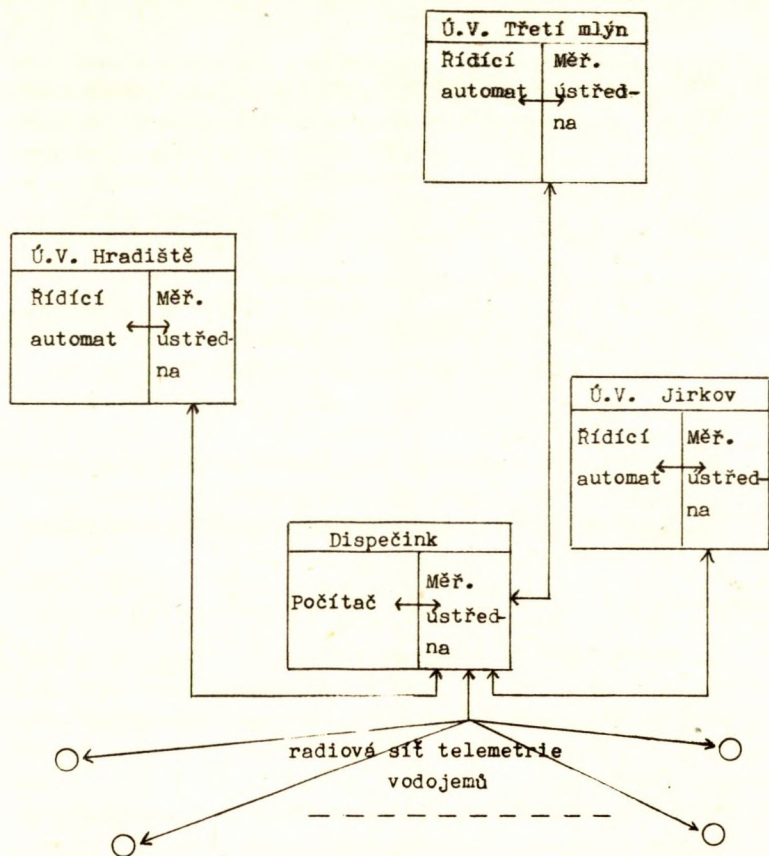 Ú.V. Třetí mlýn
Řídící
automat
Měř.
ústřed-
na
Ú.V. Hradiště
Řídící
automat
Měř.
ústřed-
na
Ú.V. Jirkov
Řídící
automat
Měř.
ústřed-
na
Dispečink
Počítač
Měř.
ústřed-
na
radiová síť telemetrie
vodojemů